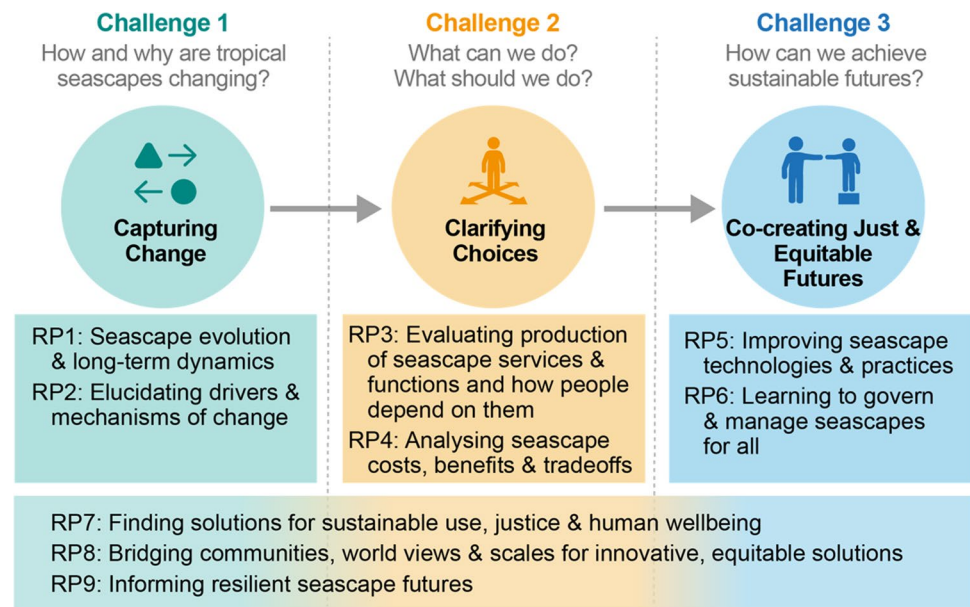 Challenge 1
How and why are tropical
seascapes changing?
Capturing
Change
RP1: Seascape evolution
& long-term dynamics
RP2: Elucidating drivers &
mechanisms of change
Challenge 2
What can we do?
What should we do?
Clarifying
Choices
RP3: Evaluating production
of seascape services &
functions and how people
depend on them
RP4: Analysing seascape
costs, benefits & tradeoffs
Challenge 3
How can we achieve
sustainable futures?
Co-creating Just &
Equitable
Futures
RP5: Improving seascape
technologies & practices
RP6: Learning to govern
& manage seascapes
for all
RP7: Finding solutions for sustainable use, justice & human wellbeing
RP8: Bridging communities, world views & scales for innovative, equitable solutions
RP9: Informing resilient seascape futures